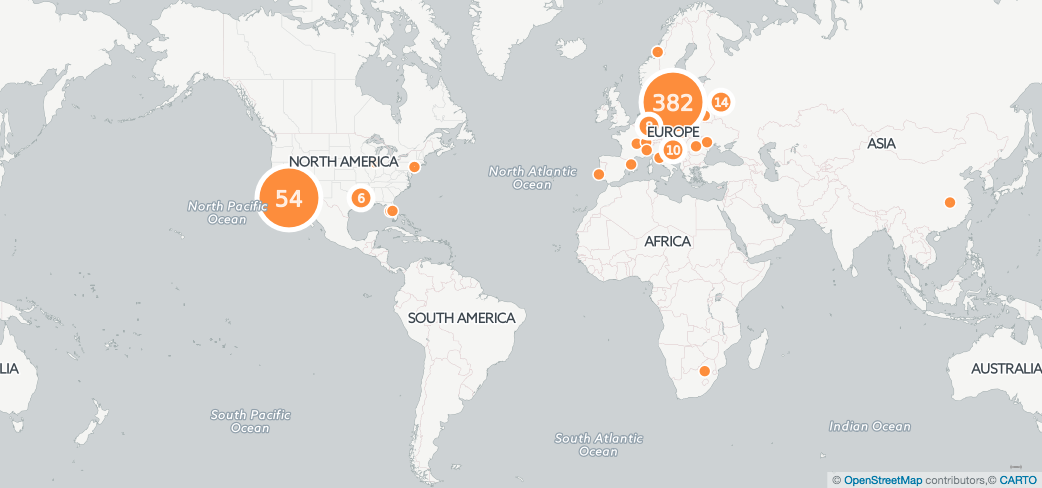 382
14
EUROPE
10
ASIA
NORTH AMERICA
North Atlantic
Ocean
54
6
North Pacific
Ocean
AFRICA
SOUTH AMERICA
LIA
AUSTRALIA
South Pacific
Ocean
South Atlantic
Ocean
Indian Ocean
© OpenStreetMap contributors,© CARTO